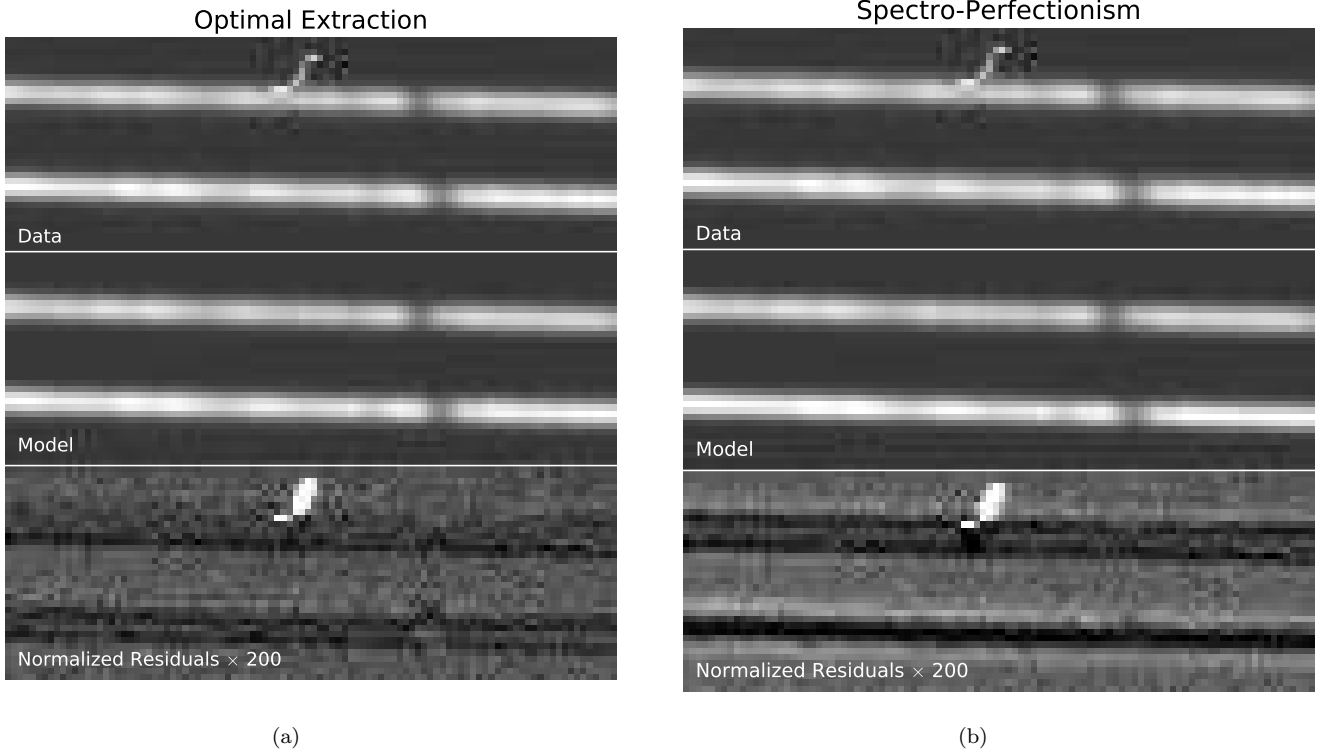 Optimal Extraction
Data
Model
Normalized Residuals × 200
(a)
Spectro-Perfectionism
Data
Model
Normalized Residuals × 200
(b)